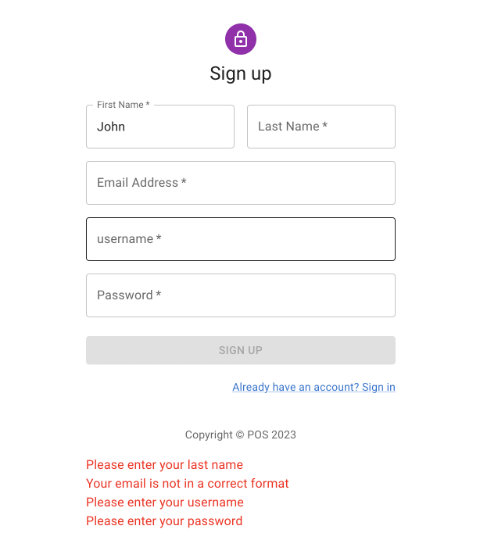 Sign up
First Name *
John
Last Name *
Email Address *
username *
Password *
SIGN UP
Already have an account? Sign in
Copyright © POS 2023
Please enter your last name
Your email is not in a correct format
Please enter your username
Please enter your password